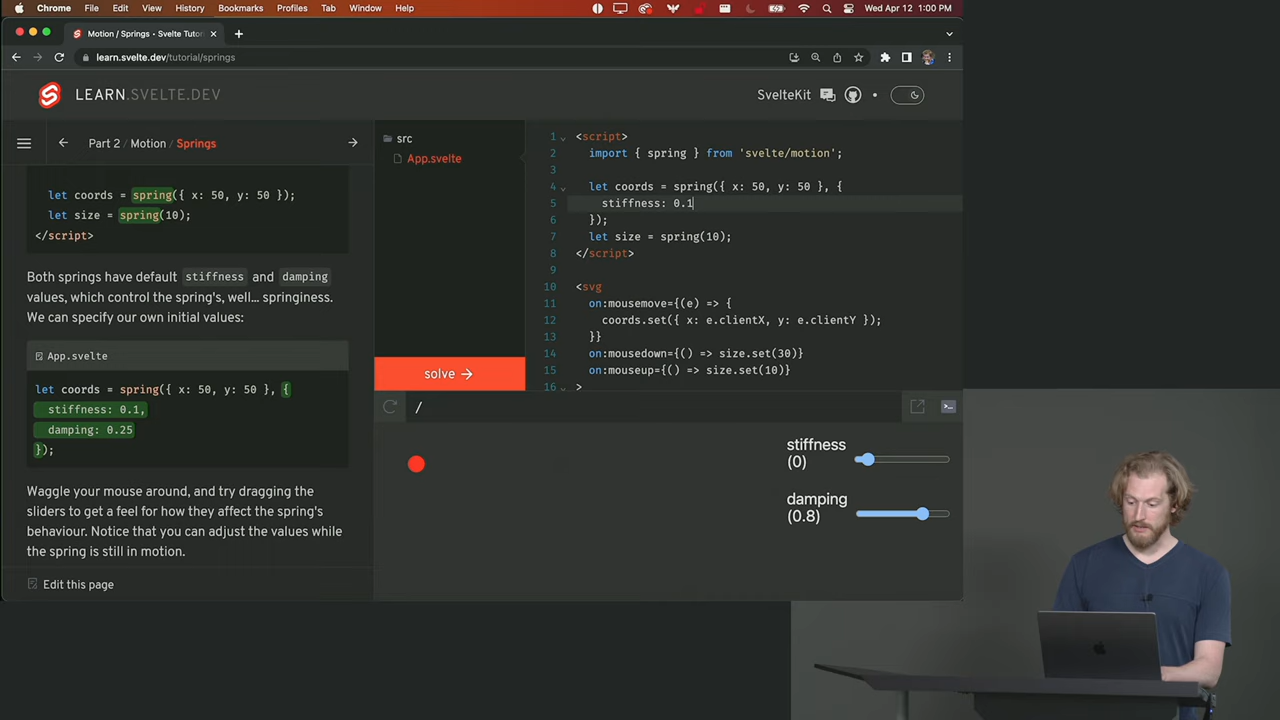 Chrome File Edit View History Bookmarks Profiles Tab Window Help Wed Apr 12 1:00 PM
Motion / Springs - Svelte Tutori
learn.svelte.dev/tutorial/springs
LEARN.SVELTE.DEV
SvelteKit
Part 2 / Motion / Springs
let coords = spring({ x: 50, y: 50 });
let size = spring(10);
</script>
Both springs have default stiffness and damping
values, which control the spring's, well… springiness.
We can specify our own initial values:
App.svelte
let coords = spring({ x: 50, y: 50 }, {
stiffness: 0.1,
damping: 0.25
});
Waggle your mouse around, and try dragging the
sliders to get a feel for how they affect the spring's
behaviour. Notice that you can adjust the values while
the spring is still in motion.
Edit this page
src
App.svelte
solve →
1 <script>
2 import { spring } from 'svelte/motion';
3
4 let coords = spring({ x: 50, y: 50 }, {
5 stiffness: 0.1
6 });
7 let size = spring(10);
8 </script>
9
10 <svg
11 on:mousemove={(e) => {
12 coords.set({ x: e.clientX, y: e.clientY });
13 }}
14 on:mousedown={() => size.set(30)}
15 on:mouseup={() => size.set(10)}
16 >
/
stiffness
(0)
damping
(0.8)